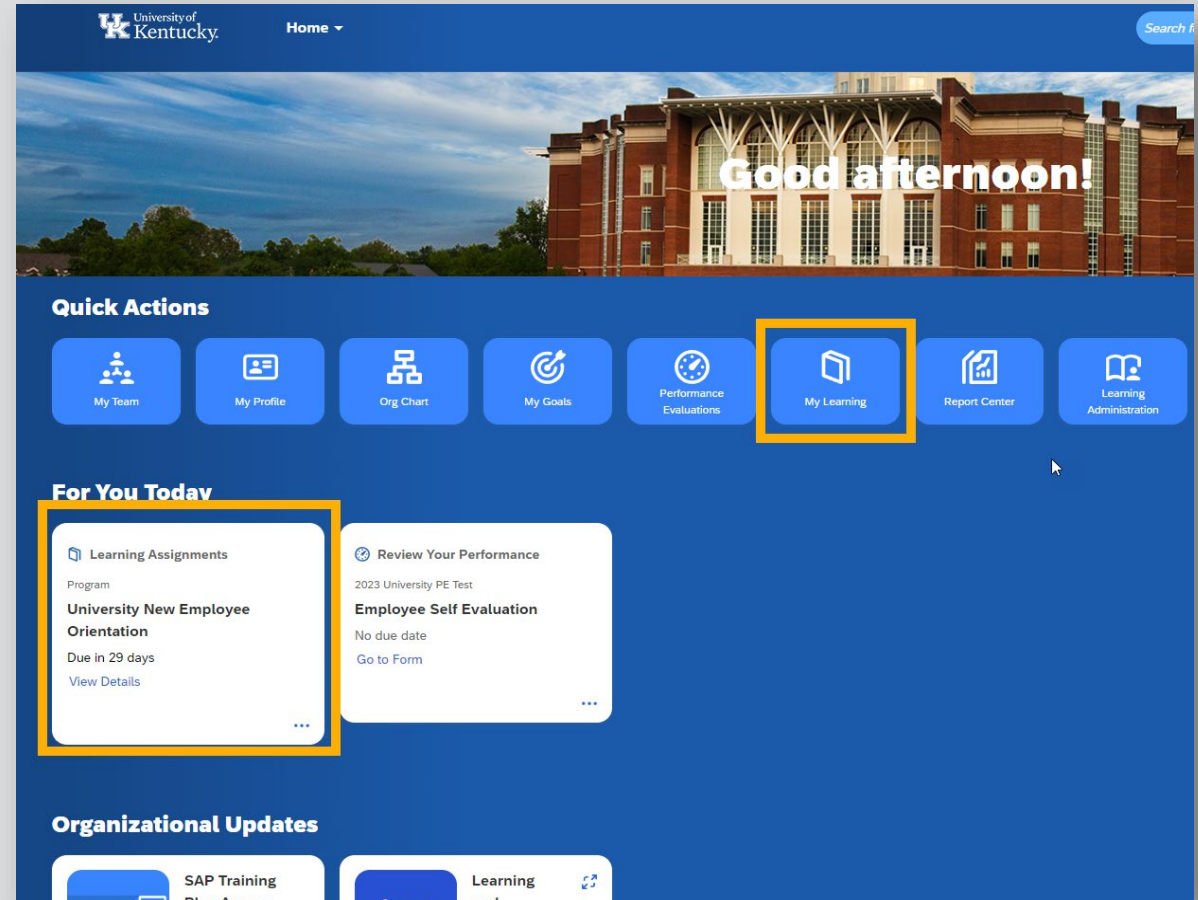 University of
Kentucky.
Home
Search f
Good afternoon!
Quick Actions
My Team
My Profile
Org Chart
My Goals
Performance
Evaluations
My Learning
Report Center
Learning
Administration
For You Today
Learning Assignments
Program
University New Employee
Orientation
Due in 29 days
View Details
Review Your Performance
2023 University PE Test
Employee Self Evaluation
No due date
Go to Form
Organizational Updates
SAP Training
Learning